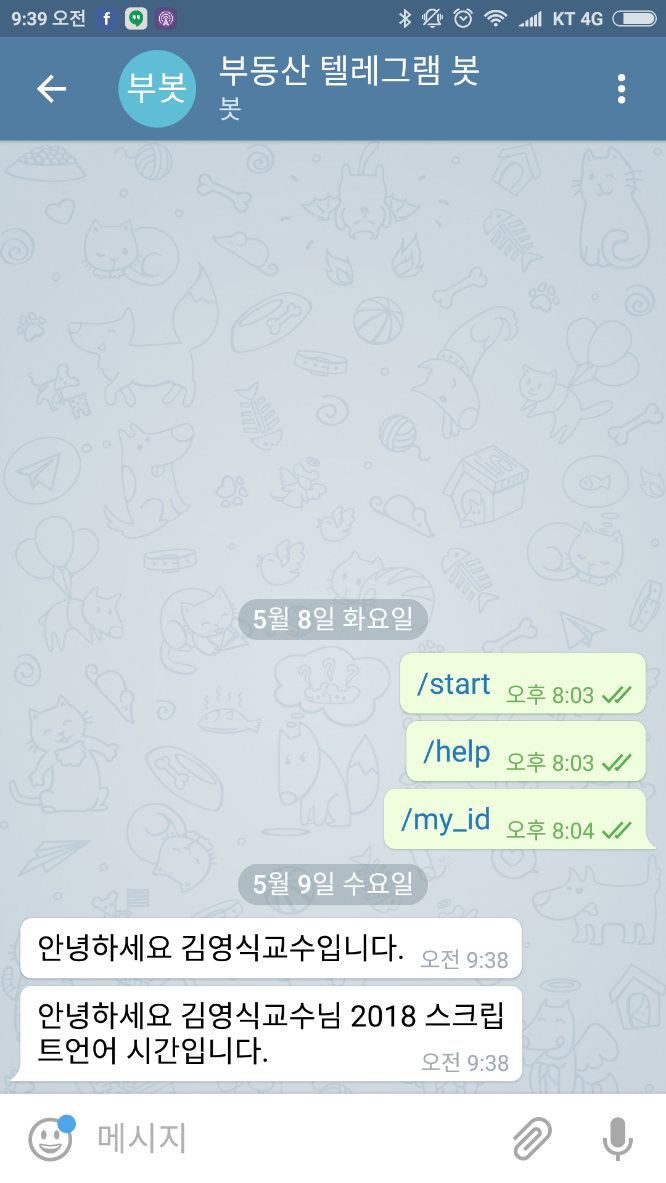 9:39 오전 f KT 4G
부봇
부동산 텔레그램 봇
봇
5월 8일 화요일
/start 오후 8:03
/help 오후 8:03
/my_id 오후 8:04
5월 9일 수요일
안녕하세요 김영식교수입니다. 오전 9:38
안녕하세요 김영식교수님 2018 스크립
트언어 시간입니다. 오전 9:38
메시지